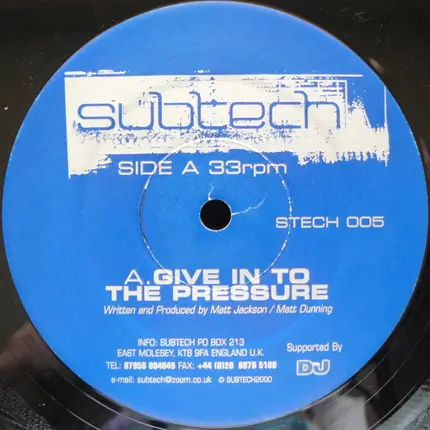 subtech
SIDE A 33rpm
STECH 005
A.GIVE IN TO
THE PRESSURE
Written and Produced by Matt Jackson / Matt Dunning
INFO: SUBTECH PO BOX 213
EAST MOLESEY, KT8 9FA ENGLAND U.K.
TEL: 07956 994045 FAX: +44 (0)20 8979 5180
e-mail: subtech@zoom.co.uk © SUBTECH2000
Supported By
DJ